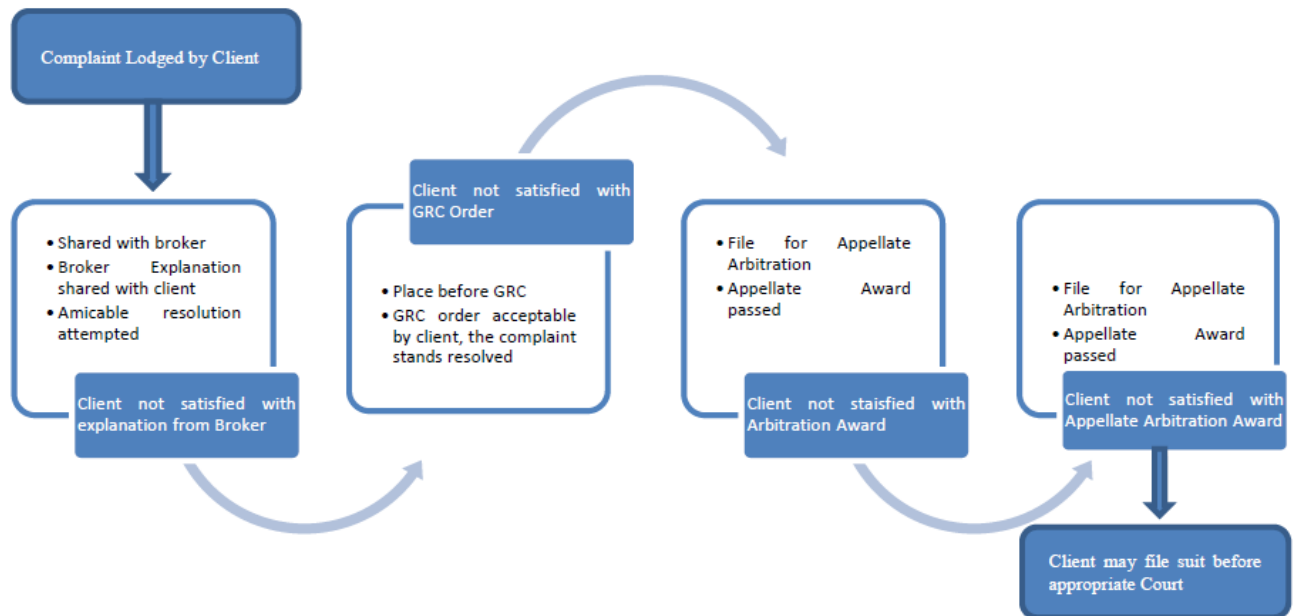 Complaint Lodged by Client
• Shared with broker
• Broker Explanation
shared with client
• Amicable resolution
attempted
Client not satisfied with
explanation from Broker
Client not satisfied with
GRC Order
• Place before GRC
• GRC order acceptable
by client, the complaint
stands resolved
• File for Appellate
Arbitration
• Appellate Award
passed
Client not staisfied with
Arbitration Award
• File for Appellate
Arbitration
• Appellate Award
passed
Client not satisfied with
Appellate Arbitration Award
Client may file suit before
appropriate Court